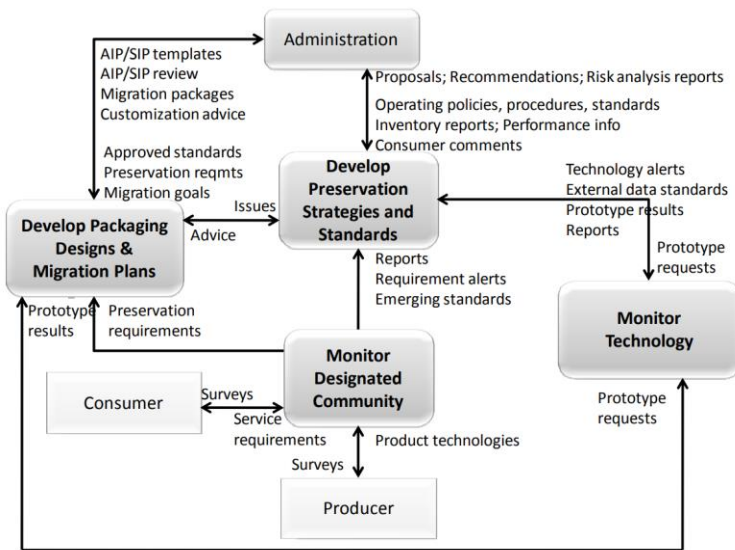 Administration
AIP/SIP templates
AIP/SIP review
Migration packages
Customization advice
Proposals; Recommendations; Risk analysis reports
Operating policies, procedures, standards
Inventory reports; Performance info
Consumer comments
Approved standards
Preservation reqmts
Migration goals
Develop
Preservation
Strategies and
Standards
Technology alerts
External data standards
Prototype results
Reports
Develop Packaging
Designs &
Migration Plans
Issues
Advice
Prototype
requests
Reports
Requirement alerts
Emerging standards
Prototype
results
Preservation
requirements
Monitor
Technology
Monitor
Designated
Community
Consumer
Surveys
Service
requirements
Prototype
requests
Product technologies
Surveys
Producer